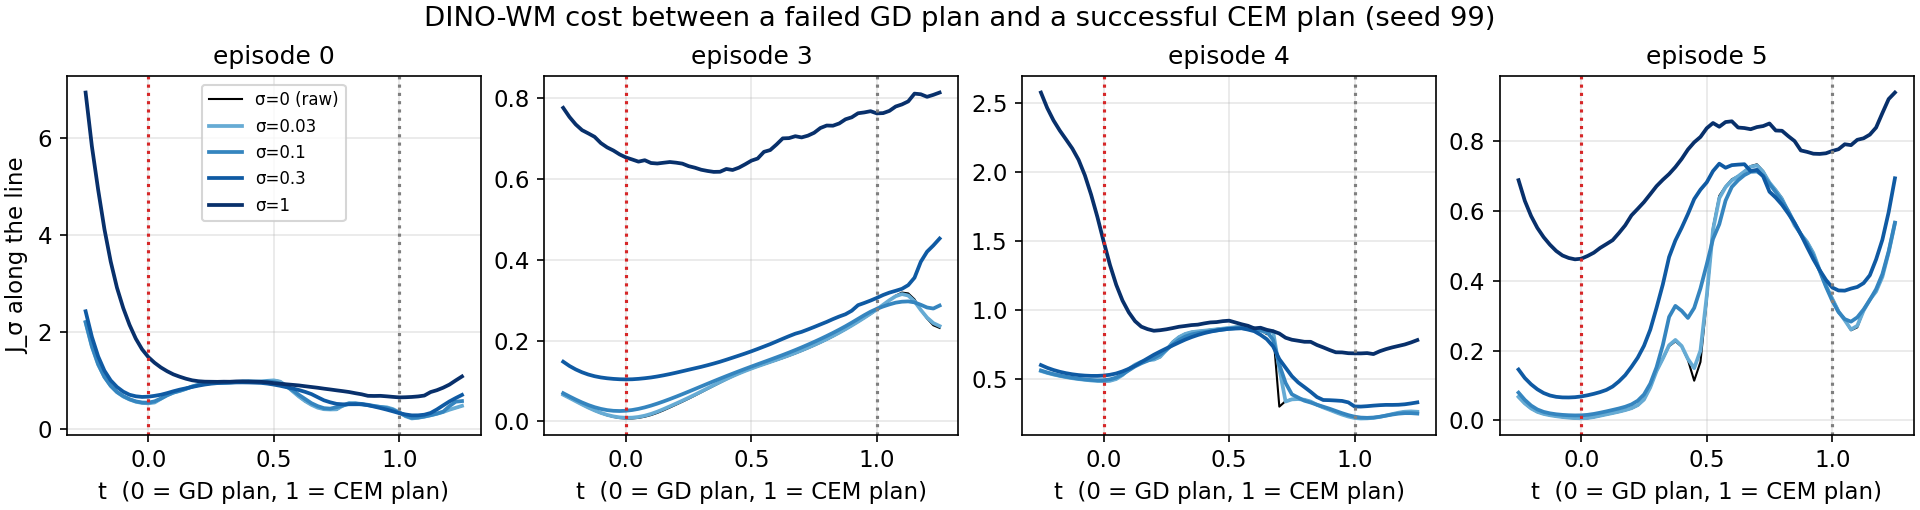 DINO-WM cost between a failed GD plan and a successful CEM plan (seed 99)
episode 0
episode 3
episode 4
episode 5
J_σ along the line
6
4
2
0
σ=0 (raw)
σ=0.03
σ=0.1
σ=0.3
σ=1
0.8
0.6
0.4
0.2
0.0
2.5
2.0
1.5
1.0
0.5
0.8
0.6
0.4
0.2
0.0
0.0 0.5 1.0
0.0 0.5 1.0
0.0 0.5 1.0
0.0 0.5 1.0
t (0 = GD plan, 1 = CEM plan)
t (0 = GD plan, 1 = CEM plan)
t (0 = GD plan, 1 = CEM plan)
t (0 = GD plan, 1 = CEM plan)